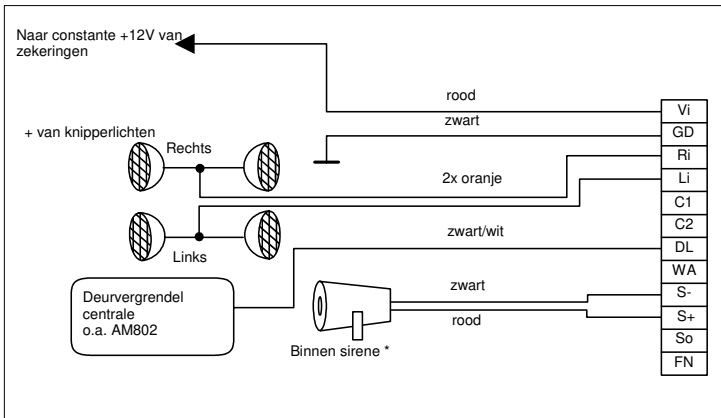 Naar constante +12V van
zekeringen
rood
zwart
+ van knipperlichten
Rechts
2x oranje
Links
zwart/wit
Deurvergrendel
centrale
o.a. AM802
zwart
rood
Binnen sirene *
Vi
GD
Ri
Li
C1
C2
DL
WA
S-
S+
So
FN